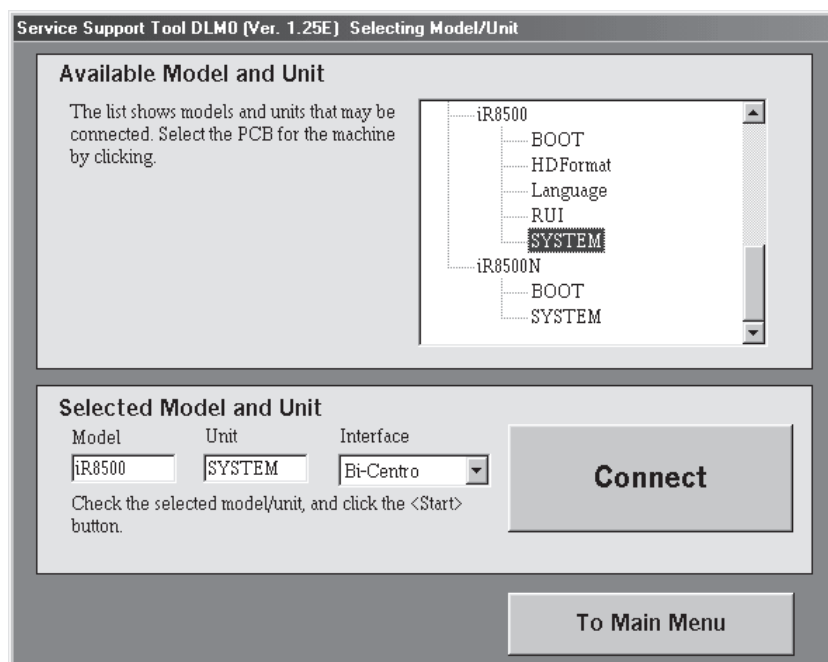 Service Support Tool DLM0 (Ver. 1.25E) Selecting Model/Unit
Available Model and Unit
The list shows models and units that may be
connected. Select the PCB for the machine
by clicking.
iR8500
BOOT
HDFormat
Language
RUI
SYSTEM
iR8500N
BOOT
SYSTEM
Selected Model and Unit
Model Unit Interface
iR8500 SYSTEM Bi-Centro
Check the selected model/unit, and click the <Start>
button.
Connect
To Main Menu